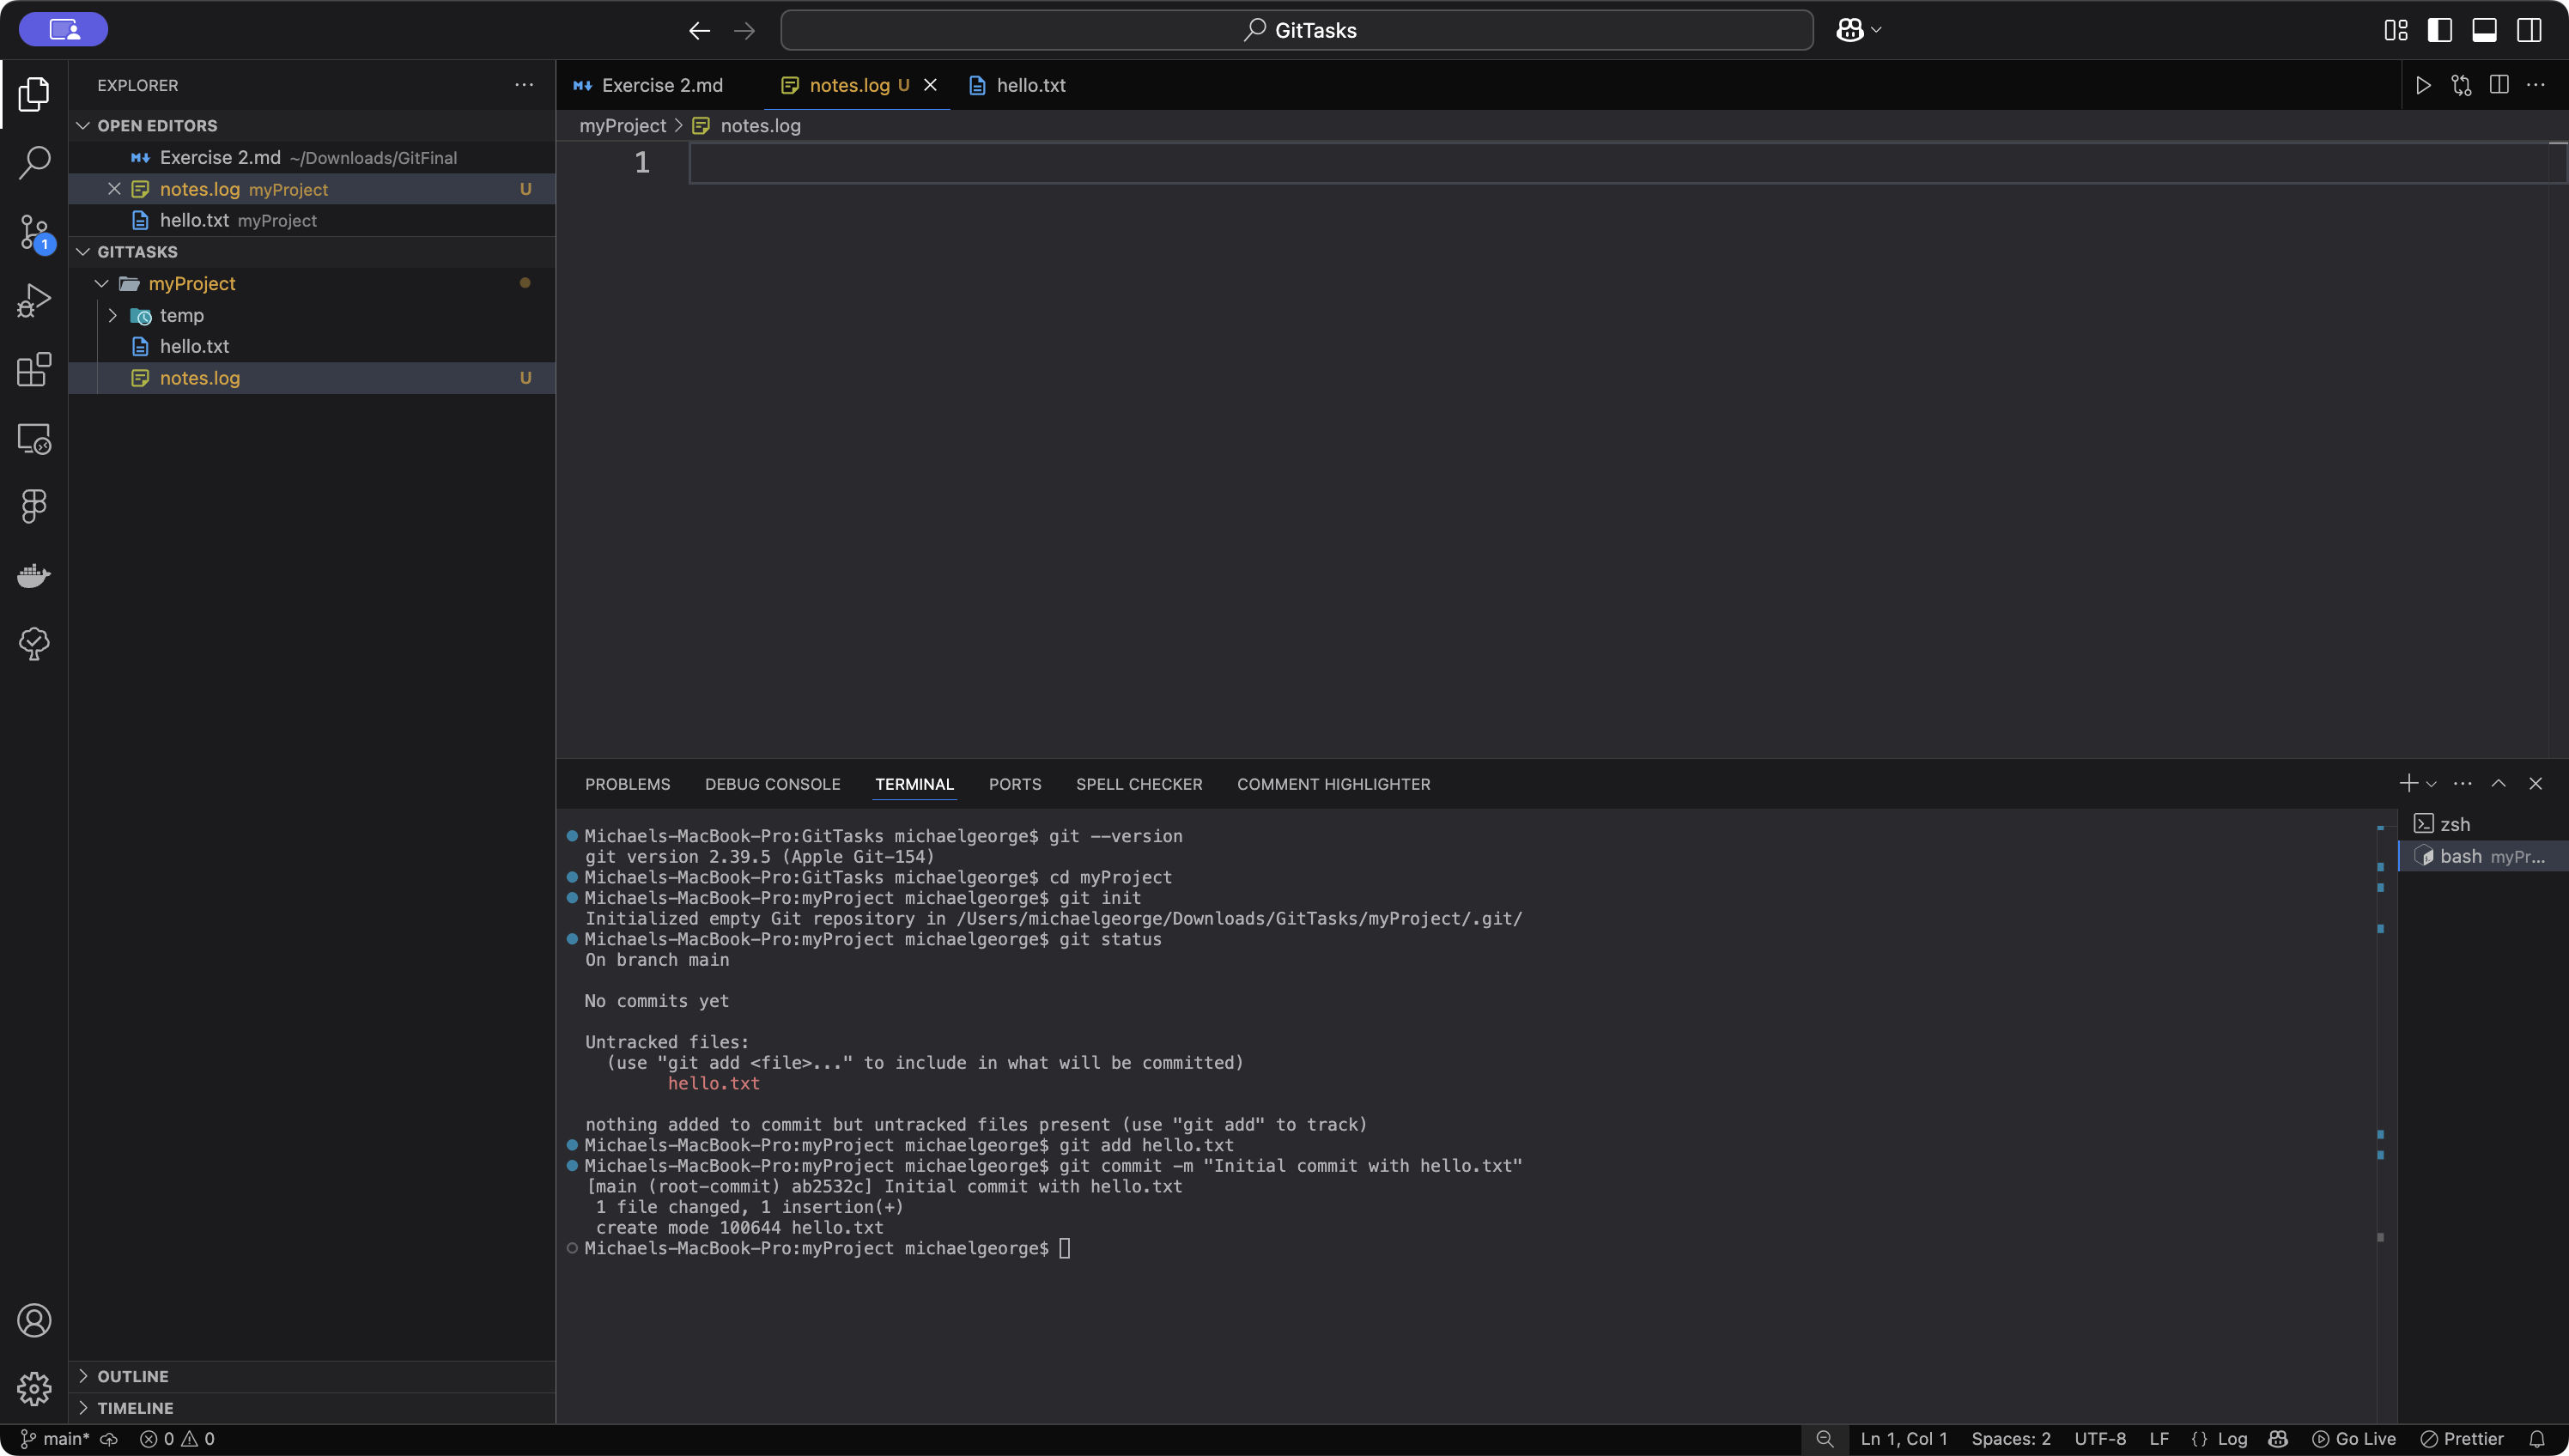 GitTasks
EXPLORER
OPEN EDITORS
Exercise 2.md ~/Downloads/GitFinal
notes.log myProject U
hello.txt myProject
GITTASKS
myProject
temp
hello.txt
notes.log U
1
OUTLINE
TIMELINE
Exercise 2.md
notes.log U
hello.txt
myProject > notes.log
1
PROBLEMS DEBUG CONSOLE TERMINAL PORTS SPELL CHECKER COMMENT HIGHLIGHTER
Michaels-MacBook-Pro:GitTasks michaelgeorge$ git --version
git version 2.39.5 (Apple Git-154)
Michaels-MacBook-Pro:GitTasks michaelgeorge$ cd myProject
Michaels-MacBook-Pro:myProject michaelgeorge$ git init
Initialized empty Git repository in /Users/michaelgeorge/Downloads/GitTasks/myProject/.git/
Michaels-MacBook-Pro:myProject michaelgeorge$ git status
On branch main
No commits yet
Untracked files:
(use "git add <file>..." to include in what will be committed)
hello.txt
nothing added to commit but untracked files present (use "git add" to track)
Michaels-MacBook-Pro:myProject michaelgeorge$ git add hello.txt
Michaels-MacBook-Pro:myProject michaelgeorge$ git commit -m "Initial commit with hello.txt"
[main (root-commit) ab2532c] Initial commit with hello.txt
1 file changed, 1 insertion(+)
create mode 100644 hello.txt
Michaels-MacBook-Pro:myProject michaelgeorge$
zsh
bash myPr...
main* 0 0
Ln 1, Col 1 Spaces: 2 UTF-8 LF {} Log Go Live Prettier